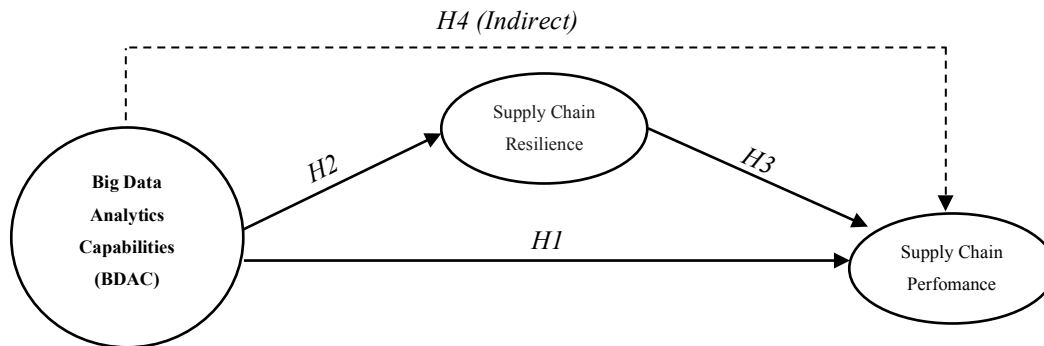 H4 (Indirect)
Supply Chain
Resilience
H2
H3
Big Data
Analytics
Capabilities
(BDAC)
H1
Supply Chain
Perfomance